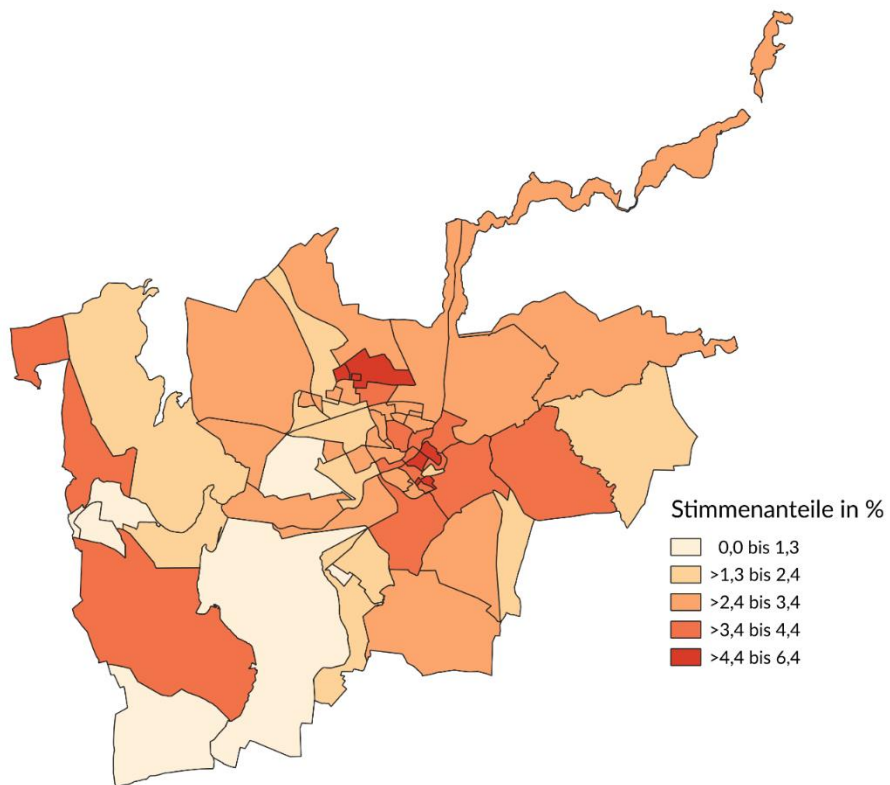 Stimmenanteile in %
0,0 bis 1,3
>1,3 bis 2,4
>2,4 bis 3,4
>3,4 bis 4,4
>4,4 bis 6,4